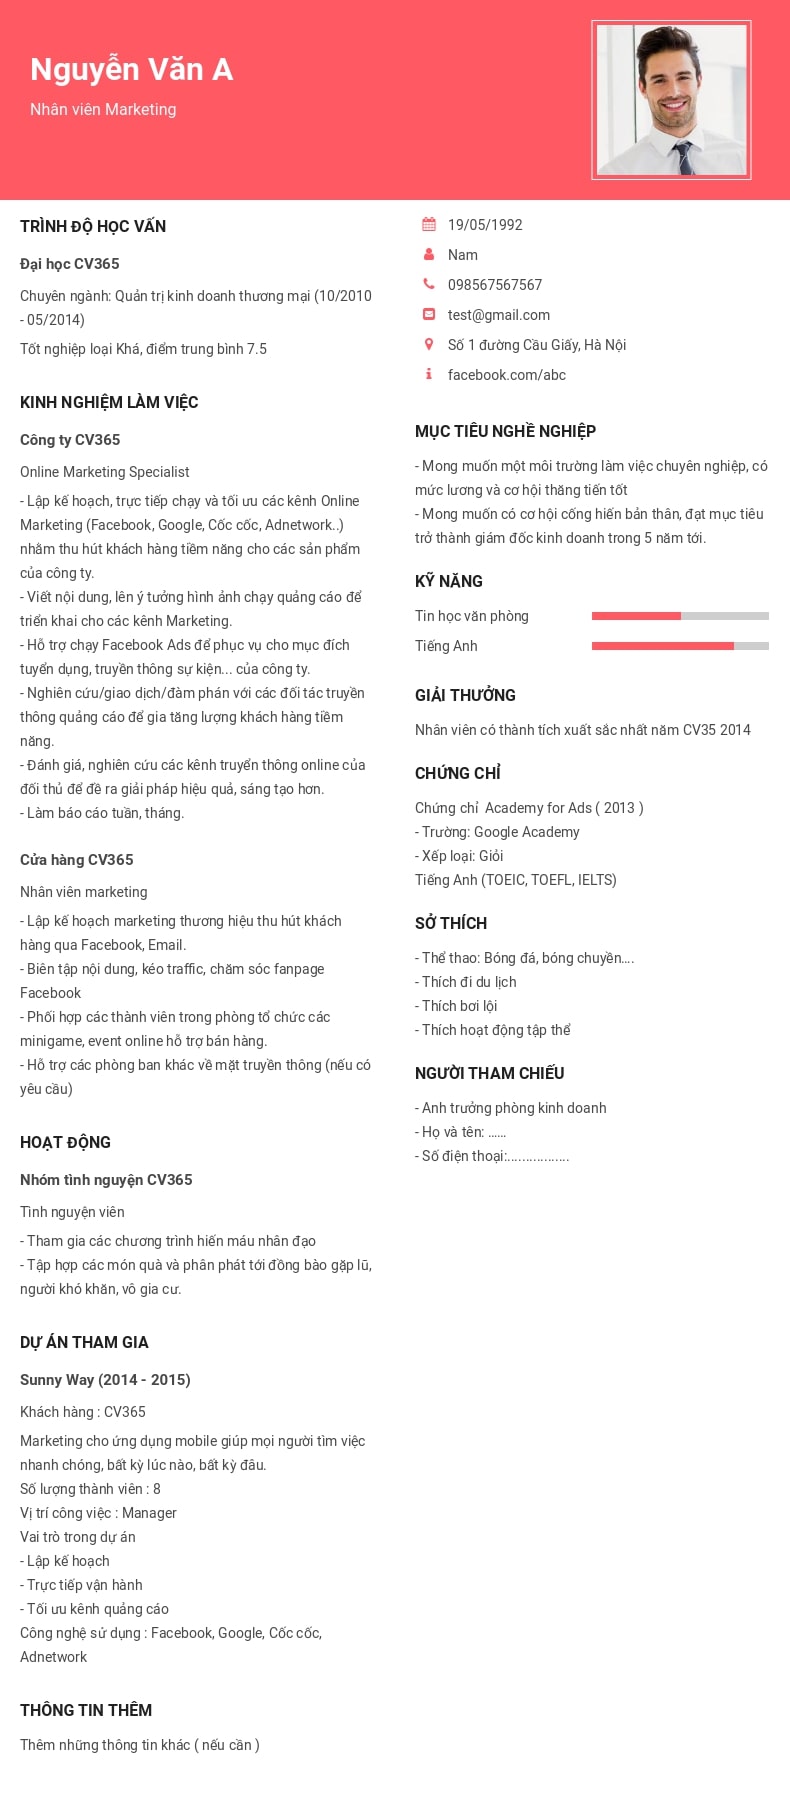 Nguyễn Văn A
Nhân viên Marketing
TRÌNH ĐỘ HỌC VẤN
Đại học CV365
Chuyên ngành: Quản trị kinh doanh thương mại (10/2010
- 05/2014)
Tốt nghiệp loại Khá, điểm trung bình 7.5
KINH NGHIỆM LÀM VIỆC
Công ty CV365
Online Marketing Specialist
- Lập kế hoạch, trực tiếp chạy và tối ưu các kênh Online
Marketing (Facebook, Google, Cốc cốc, Adnetwork..)
nhằm thu hút khách hàng tiềm năng cho các sản phẩm
của công ty.
- Viết nội dung, lên ý tưởng hình ảnh chạy quảng cáo để
triển khai cho các kênh Marketing.
- Hỗ trợ chạy Facebook Ads để phục vụ cho mục đích
tuyển dụng, truyền thông sự kiện... của công ty.
- Nghiên cứu/giao dịch/đàm phán với các đối tác truyền
thông quảng cáo để gia tăng lượng khách hàng tiềm
năng.
- Đánh giá, nghiên cứu các kênh truyển thông online của
đối thủ để đề ra giải pháp hiệu quả, sáng tạo hơn.
- Làm báo cáo tuần, tháng.
Cửa hàng CV365
Nhân viên marketing
- Lập kế hoạch marketing thương hiệu thu hút khách
hàng qua Facebook, Email.
- Biên tập nội dung, kéo traffic, chăm sóc fanpage
Facebook
- Phối hợp các thành viên trong phòng tổ chức các
minigame, event online hỗ trợ bán hàng.
- Hỗ trợ các phòng ban khác về mặt truyền thông (nếu có
yêu cầu)
HOẠT ĐỘNG
Nhóm tình nguyện CV365
Tình nguyện viên
- Tham gia các chương trình hiến máu nhân đạo
- Tập hợp các món quà và phân phát tới đồng bào gặp lũ,
người khó khăn, vô gia cư.
DỰ ÁN THAM GIA
Sunny Way (2014 - 2015)
Khách hàng : CV365
Marketing cho ứng dụng mobile giúp mọi người tìm việc
nhanh chóng, bất kỳ lúc nào, bất kỳ đâu.
Số lượng thành viên : 8
Vị trí công việc : Manager
Vai trò trong dự án
- Lập kế hoạch
- Trực tiếp vận hành
- Tối ưu kênh quảng cáo
Công nghệ sử dụng : Facebook, Google, Cốc cốc,
Adnetwork
THÔNG TIN THÊM
Thêm những thông tin khác ( nếu cần )
19/05/1992
Nam
098567567567
test@gmail.com
Số 1 đường Cầu Giấy, Hà Nội
facebook.com/abc
MỤC TIÊU NGHỀ NGHIỆP
- Mong muốn một môi trường làm việc chuyên nghiệp, có
mức lương và cơ hội thăng tiến tốt
- Mong muốn có cơ hội cống hiến bản thân, đạt mục tiêu
trở thành giám đốc kinh doanh trong 5 năm tới.
KỸ NĂNG
Tin học văn phòng
Tiếng Anh
GIẢI THƯỞNG
Nhân viên có thành tích xuất sắc nhất năm CV35 2014
CHỨNG CHỈ
Chứng chỉ  Academy for Ads ( 2013 )
- Trường: Google Academy
- Xếp loại: Giỏi
Tiếng Anh (TOEIC, TOEFL, IELTS)
SỞ THÍCH
- Thể thao: Bóng đá, bóng chuyền....
- Thích đi du lịch
- Thích bơi lội
- Thích hoạt động tập thể
NGƯỜI THAM CHIẾU
- Anh trưởng phòng kinh doanh
- Họ và tên: ......
- Số điện thoại:.................